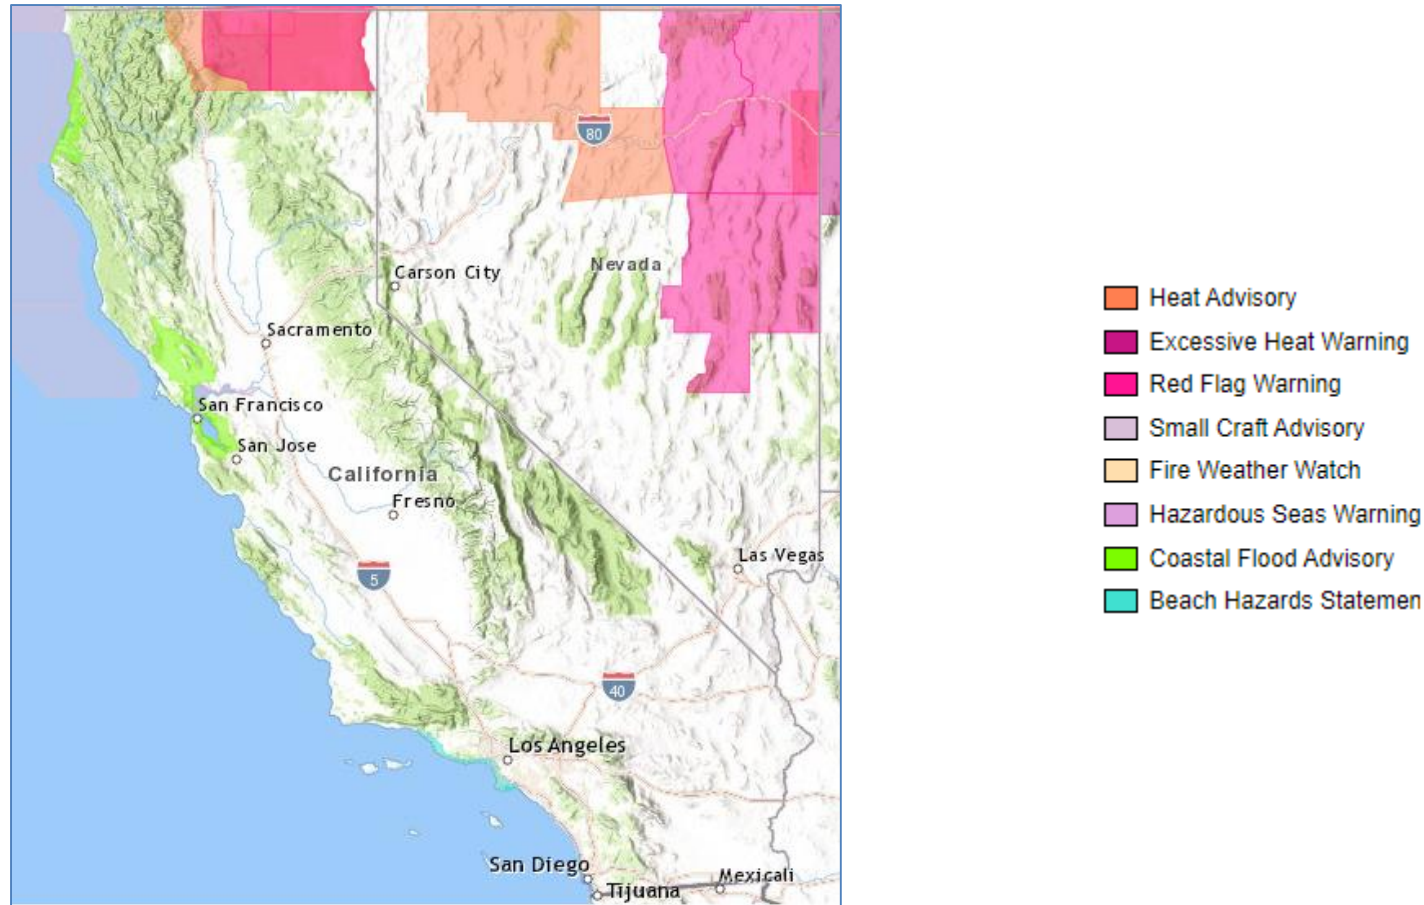 80
Nevada
Carson City
Sacramento
San Francisco
San Jose
California
Fresno
Las Vegas
5
40
Los Angeles
San Diego
Mexicali
Tijuana
Heat Advisory
Excessive Heat Warning
Red Flag Warning
Small Craft Advisory
Fire Weather Watch
Hazardous Seas Warning
Coastal Flood Advisory
Beach Hazards Statemen